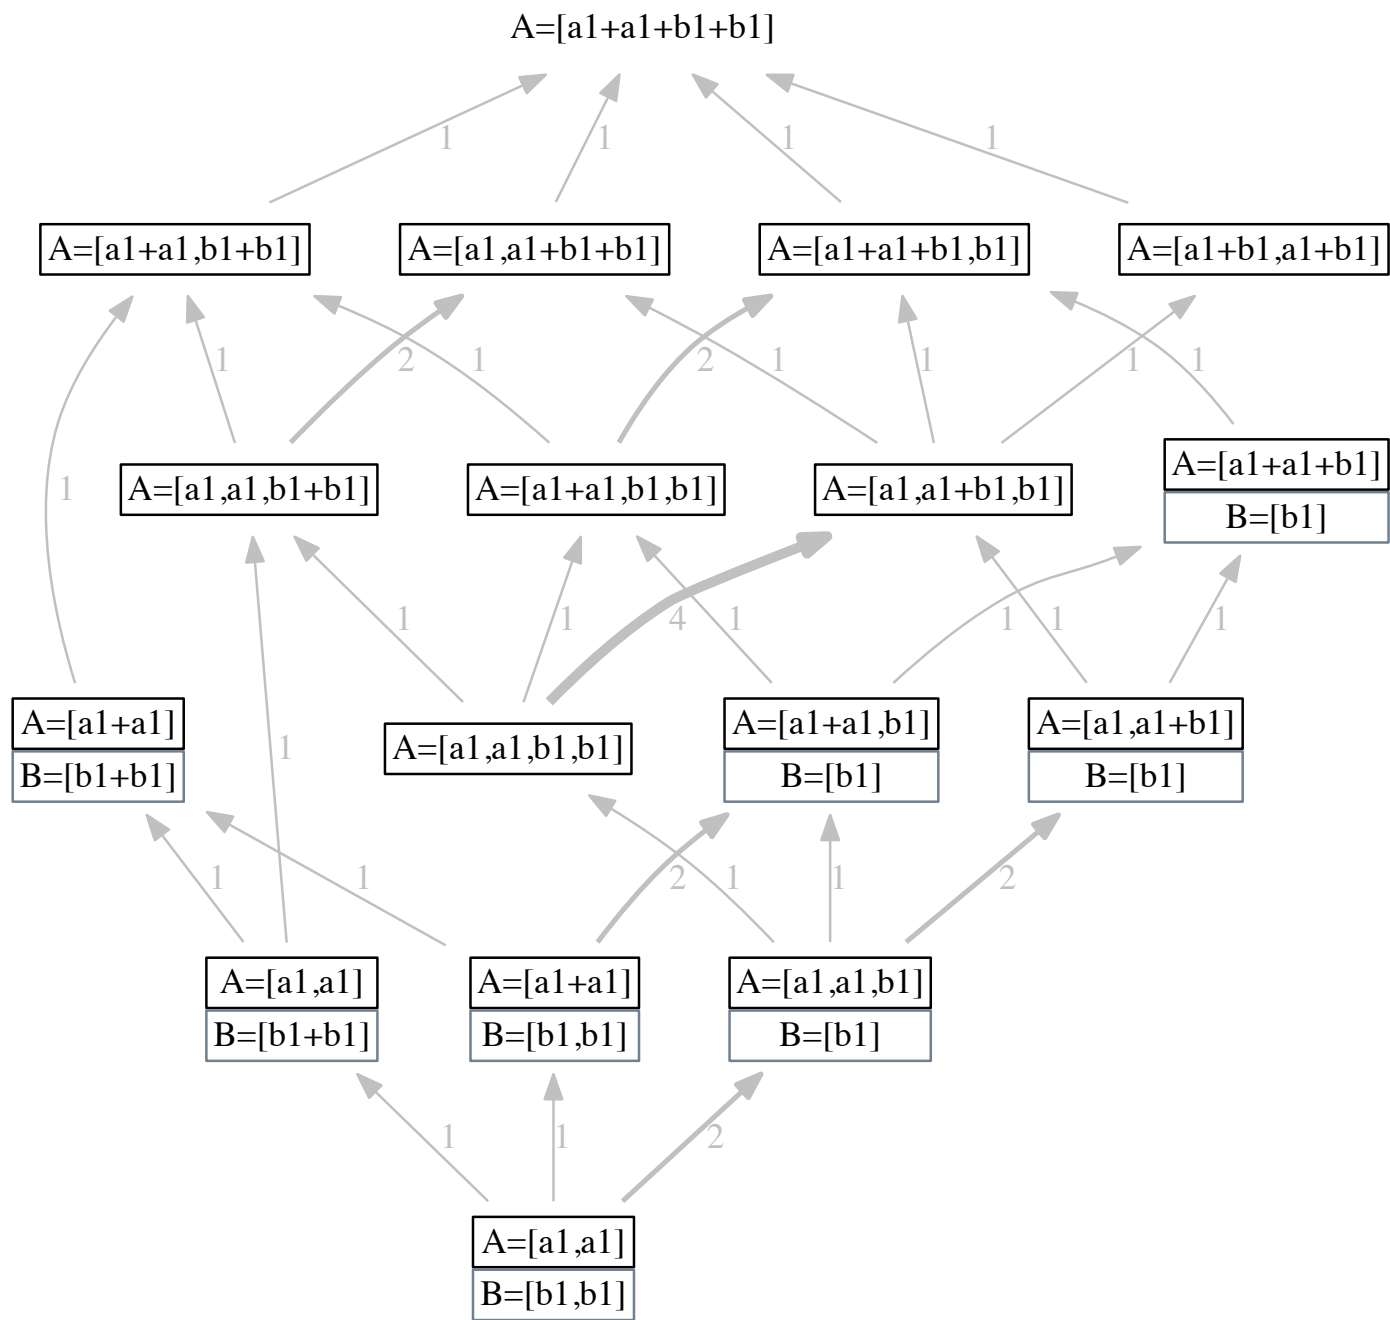 A=[a1+a1+b1+b1]
1 1 1 1
A=[a1+a1,b1+b1] A=[a1,a1+b1+b1] A=[a1+a1+b1,b1] A=[a1+b1,a1+b1]
1 2 1 2 1 1 1 1
A=[a1+a1+b1]
1 A=[a1,a1,b1+b1] A=[a1+a1,b1,b1] A=[a1,a1+b1,b1]
B=[b1]
1 1 4 1 1 1 1
A=[a1+a1] A=[a1+a1,b1] A=[a1,a1+b1]
1 A=[a1,a1,b1,b1]
B=[b1+b1] B=[b1] B=[b1]
1 1 2 1 1 2
A=[a1,a1] A=[a1+a1] A=[a1,a1,b1]
B=[b1+b1] B=[b1,b1] B=[b1]
1 1 2
A=[a1,a1]
B=[b1,b1]